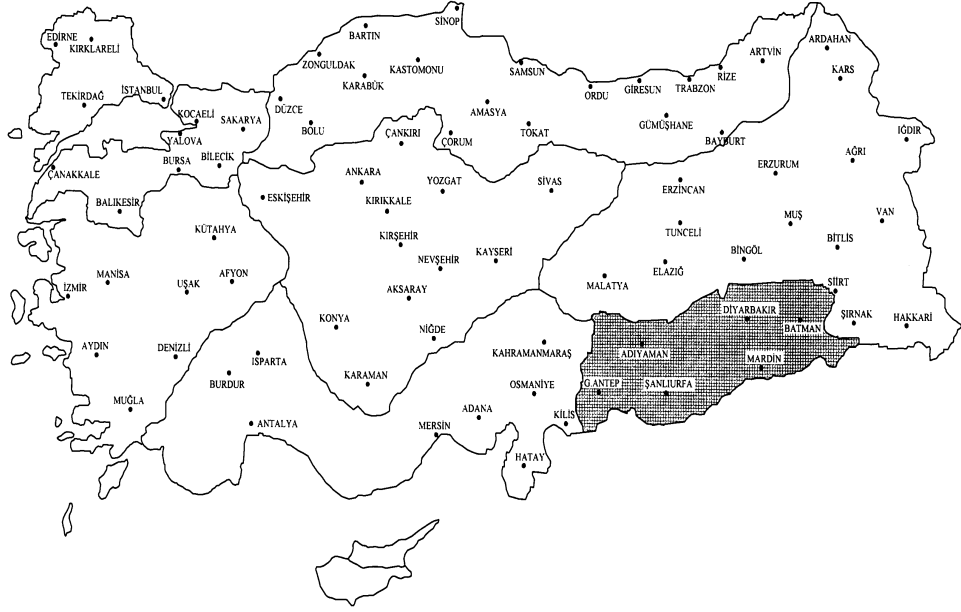 SİNOP
BARTIN
EDİRNE
KIRKLARELİ
ARDAHAN
ARTVİN
ZONGULDAK
KASTOMONU
SAMSUN
RİZE
KARS
KARABÜK
TRABZON
GİRESUN
ORDU
TEKİRDAĞ
İSTANBUL
DÜZCE
AMASYA
KOCAELİ
SAKARYA
GÜMÜŞHANE
BOLU
TOKAT
IĞDIR
YALOVA
ÇANKIRI
ÇORUM
BAYBURT
BURSA
BİLECİK
ERZURUM
AĞRI
ÇANAKKALE
ANKARA
YOZGAT
SİVAS
ERZİNCAN
ESKİŞEHİR
BALIKESİR
KIRIKKALE
MUŞ
VAN
KÜTAHYA
TUNCELİ
KIRŞEHİR
BİTLİS
BİNGÖL
KAYSERİ
NEVŞEHİR
ELAZIĞ
MANİSA
UŞAK
AFYON
İZMİR
MALATYA
SİİRT
AKSARAY
DİYARBAKIR
KONYA
ŞIRNAK
HAKKARİ
BATMAN
NİĞDE
AYDIN
DENİZLİ
KAHRAMANMARAŞ
ADIYAMAN
ISPARTA
MARDİN
BURDUR
KARAMAN
OSMANİYE
G.ANTEP
ŞANLIURFA
MUĞLA
ADANA
KİLİS
ANTALYA
MERSİN
HATAY